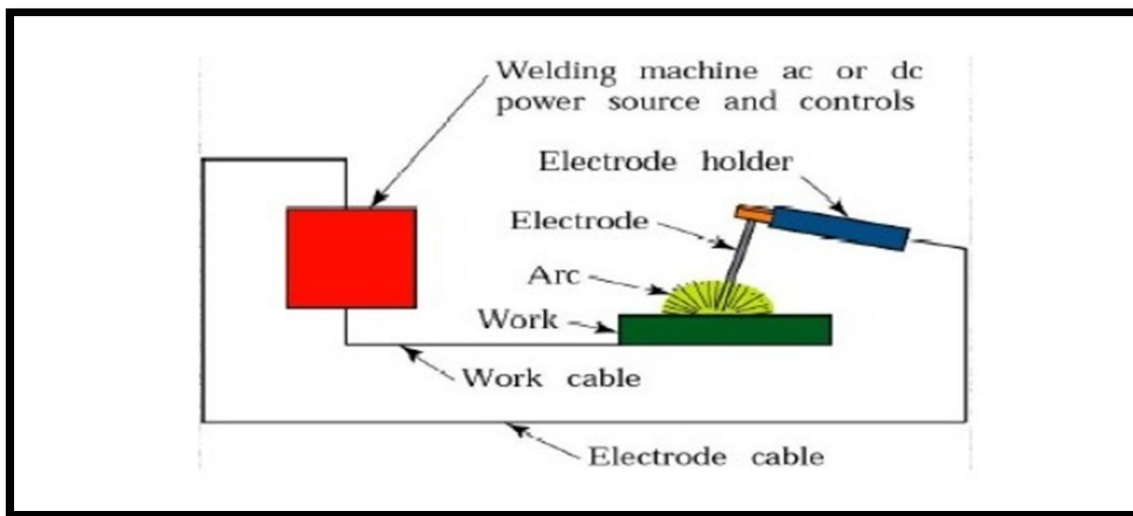 Welding machine ac or dc
power source and controls
Electrode holder
Electrode
Arc
Work
Work cable
Electrode cable